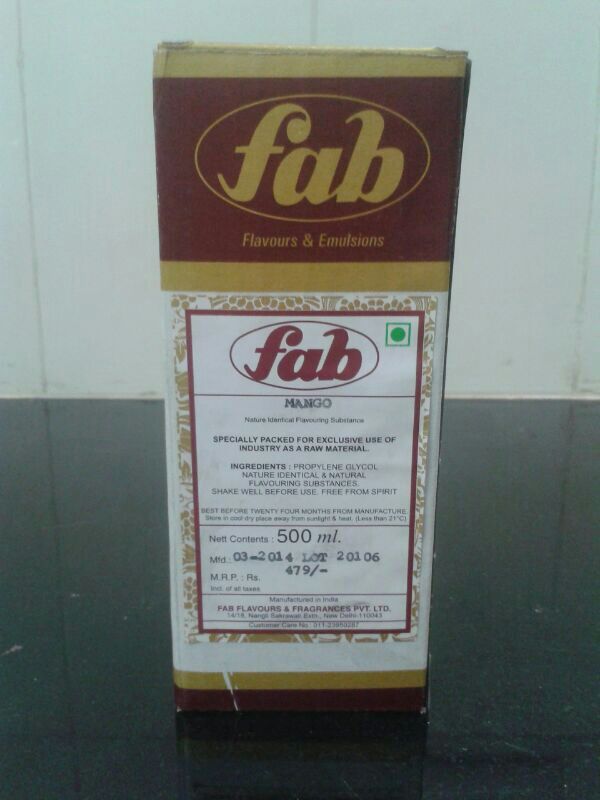 fab
Flavours & Emulsions
fab
MANGO
Nature Identical Flavouring Substance
SPECIALLY PACKED FOR EXCLUSIVE USE OF
INDUSTRY AS A RAW MATERIAL.
INGREDIENTS : PROPYLENE GLYCOL
NATURE IDENTICAL & NATURAL
FLAVOURING SUBSTANCES.
SHAKE WELL BEFORE USE. FREE FROM SPIRIT
BEST BEFORE TWENTY FOUR MONTHS FROM MANUFACTURE
Store in cool dry place away from sunlight & heat. (Less than 21°C)
Nett Contents : 500 ml.
Mfd.: 03-2014 LOT 20106
479/-
M.R.P. : Rs.
Incl. of all taxes
Manufactured in India
FAB FLAVOURS & FRAGRANCES PVT. LTD.
14/18, Nangli Sakrawati Extn., New Delhi-110043
Customer Care No.: 011-23950287